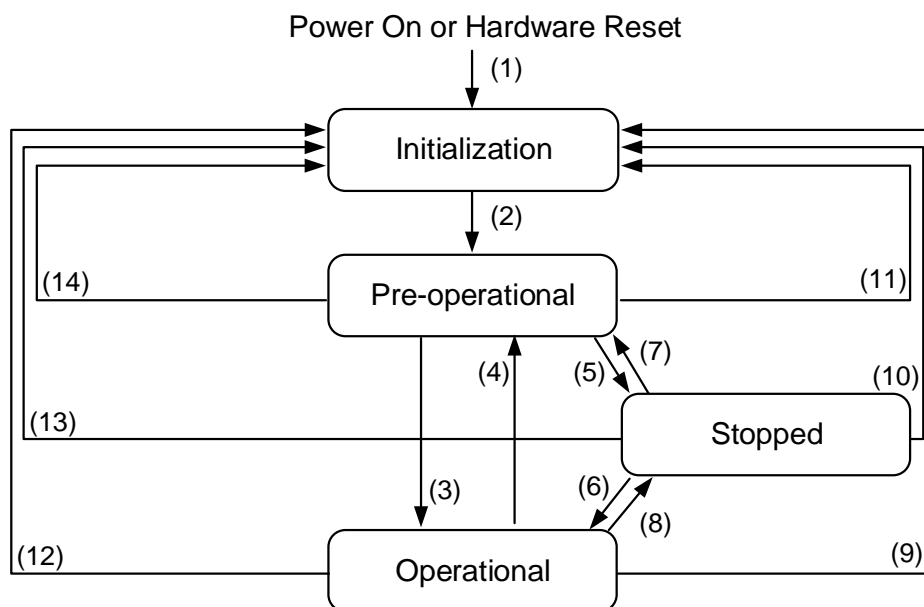 Power On or Hardware Reset
(1)
Initialization
(2)
(14)
Pre-operational
(11)
(4)
(5)
(7)
(10)
(13)
Stopped
(3)
(6)
(8)
(12)
Operational
(9)